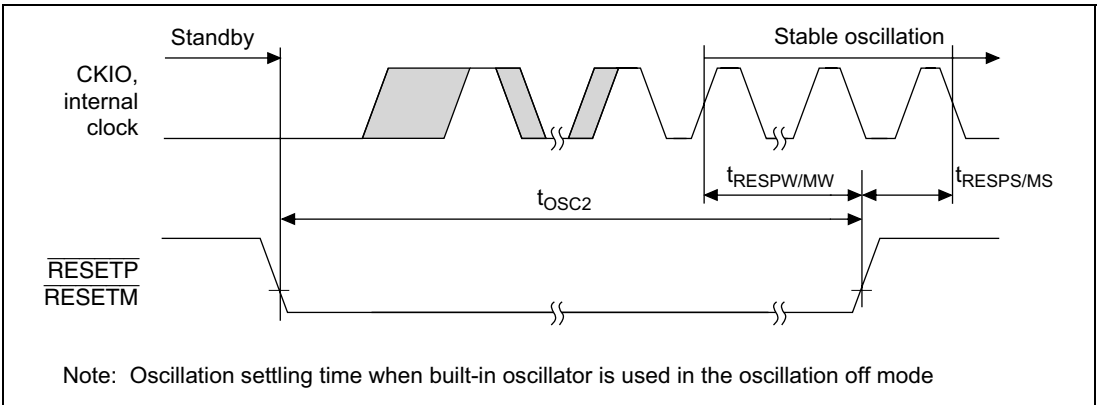 Standby
Stable oscillation
CKIO,
internal
clock
tRESPW/MW
tRESPS/MS
tOSC2
RESETP
RESETM
Note: Oscillation settling time when built-in oscillator is used in the oscillation off mode